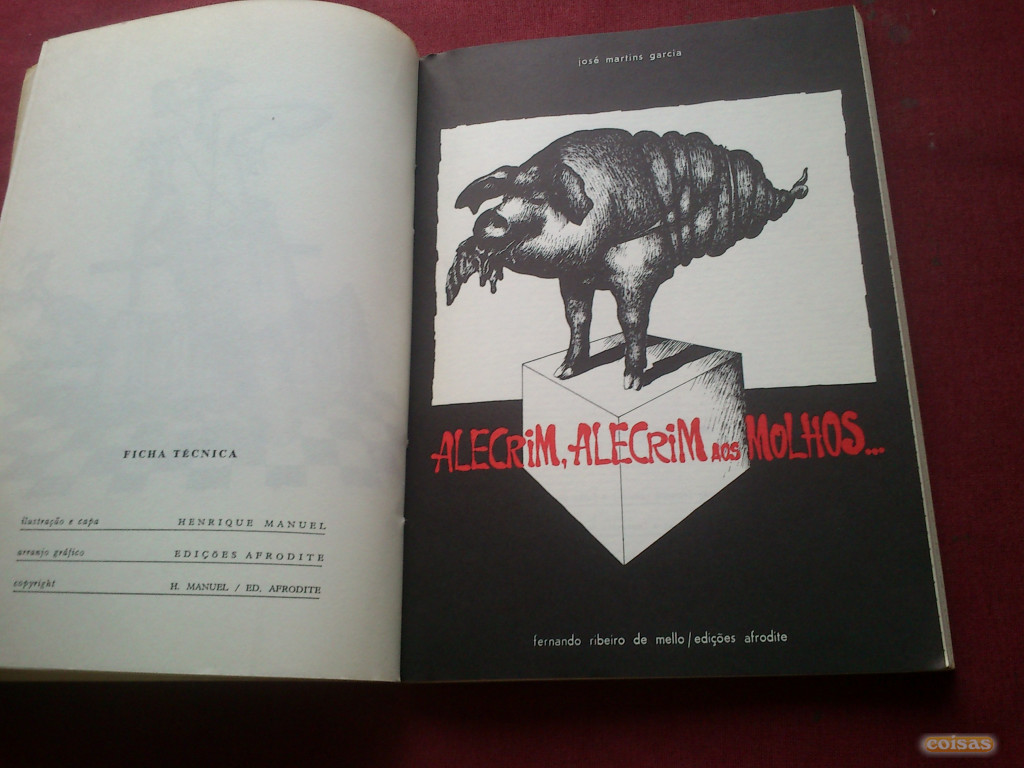 FICHA TÉCNICA
ilustração e capa HENRIQUE MANUEL
arranjo gráfico EDIÇÕES AFRODITE
copyright H. MANUEL / ED. AFRODITE
josé martins garcia
ALECRIM, ALECRIM AOS MOLHOS...
fernando ribeiro de mello/edições afrodite
coisas